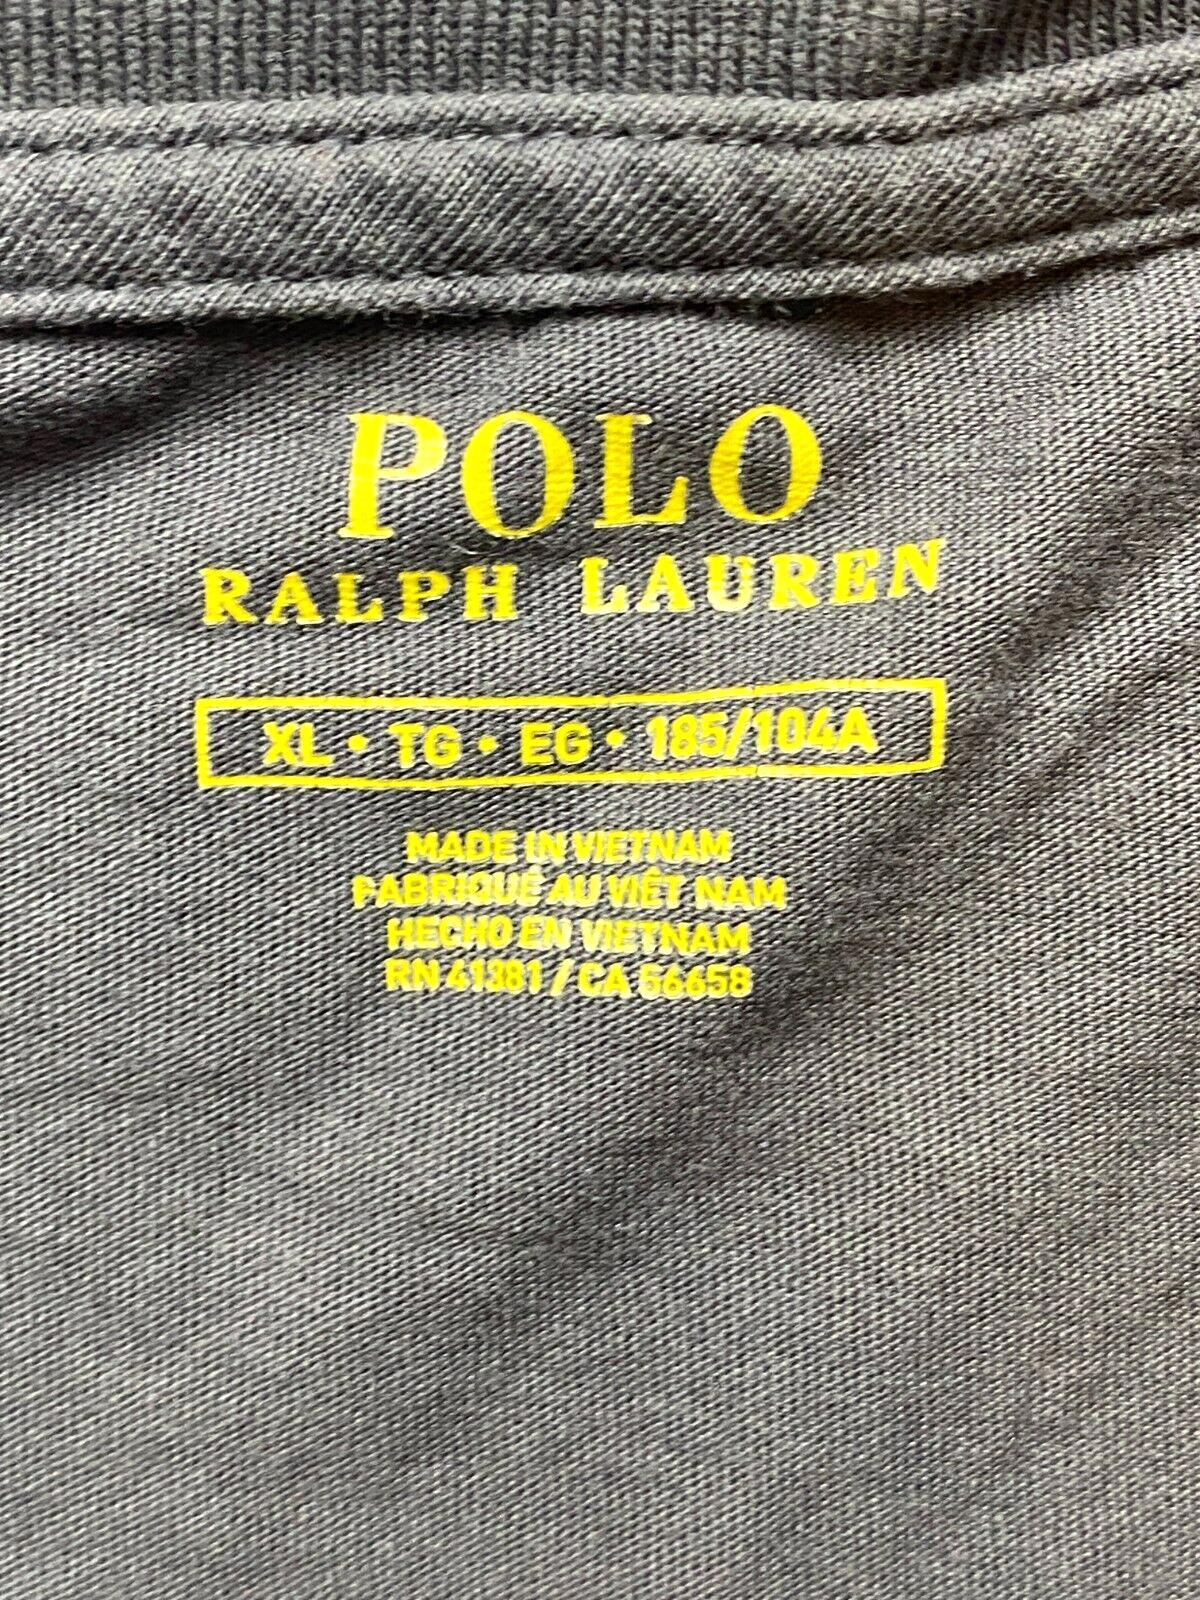 POLO
RALPH LAUREN
XL • TG • EG • 185/104A
MADE IN VIETNAM
FABRIQUÉ AU VIÊT NAM
HECHO EN VIETNAM
RN 41381 / CA 56658